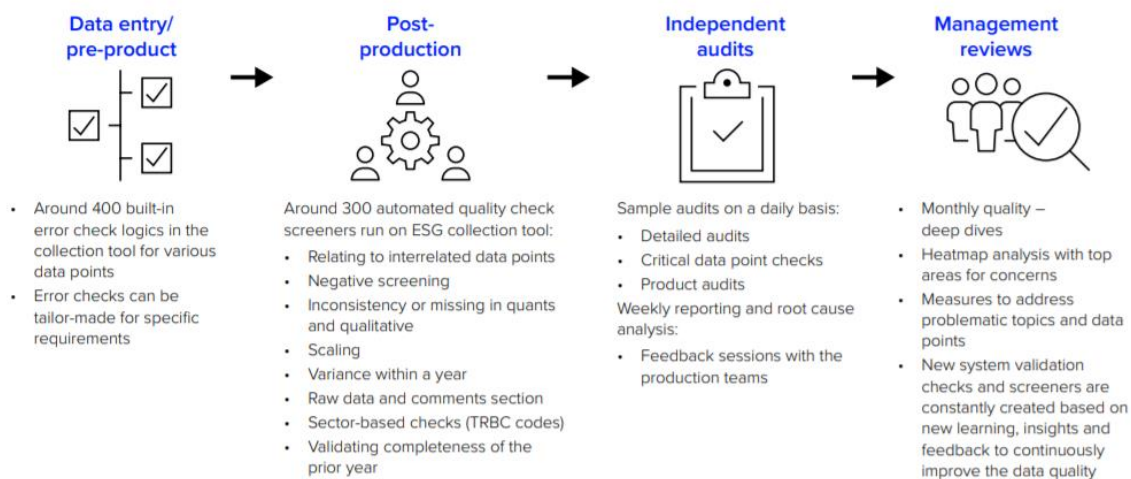 Data entry/
pre-product
• Around 400 built-in
error check logics in the
collection tool for various
data points
• Error checks can be
tailor-made for specific
requirements
Post-
production
Around 300 automated quality check
screeners run on ESG collection tool:
• Relating to interrelated data points
• Negative screening
• Inconsistency or missing in quants
and qualitative
• Scaling
• Variance within a year
• Raw data and comments section
• Sector-based checks (TRBC codes)
• Validating completeness of the
prior year
Independent
audits
Sample audits on a daily basis:
• Detailed audits
• Critical data point checks
• Product audits
Weekly reporting and root cause
analysis:
• Feedback sessions with the
production teams
Management
reviews
• Monthly quality –
deep dives
• Heatmap analysis with top
areas for concerns
• Measures to address
problematic topics and data
points
• New system validation
checks and screeners are
constantly created based on
new learning, insights and
feedback to continuously
improve the data quality